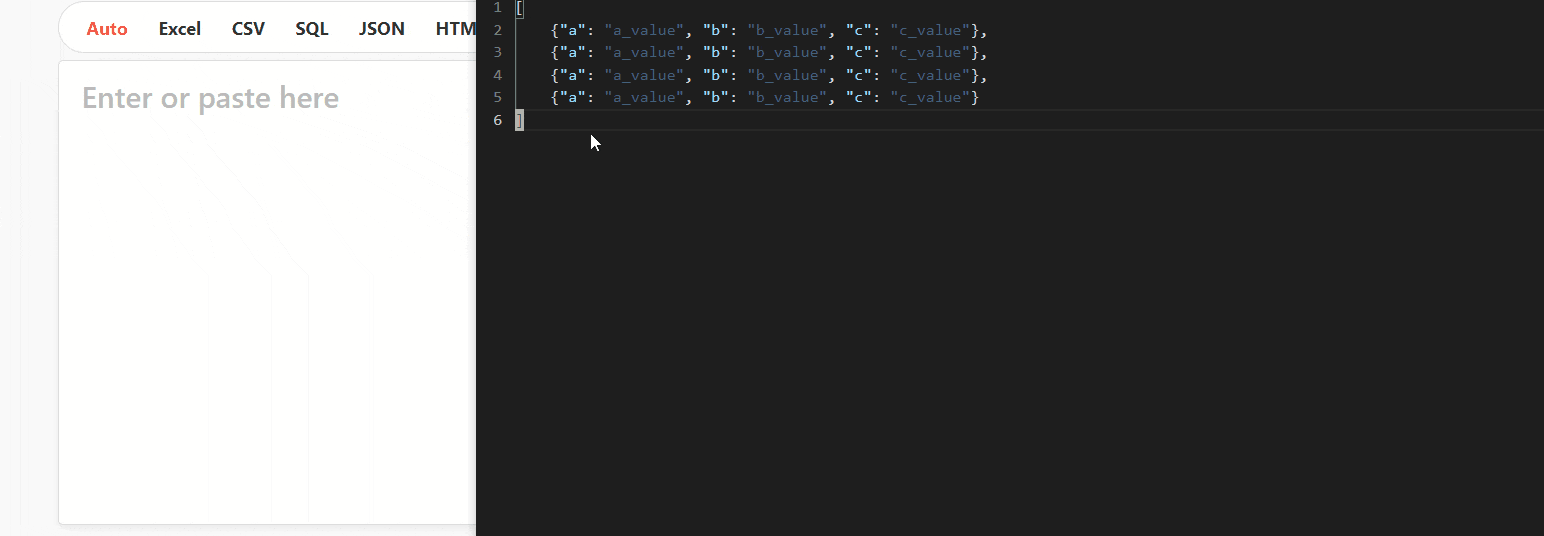 Auto Excel CSV SQL JSON HTM
Enter or paste here
1 [
2 {"a": "a_value", "b": "b_value", "c": "c_value"},
3 {"a": "a_value", "b": "b_value", "c": "c_value"},
4 {"a": "a_value", "b": "b_value", "c": "c_value"},
5 {"a": "a_value", "b": "b_value", "c": "c_value"}
6 ]